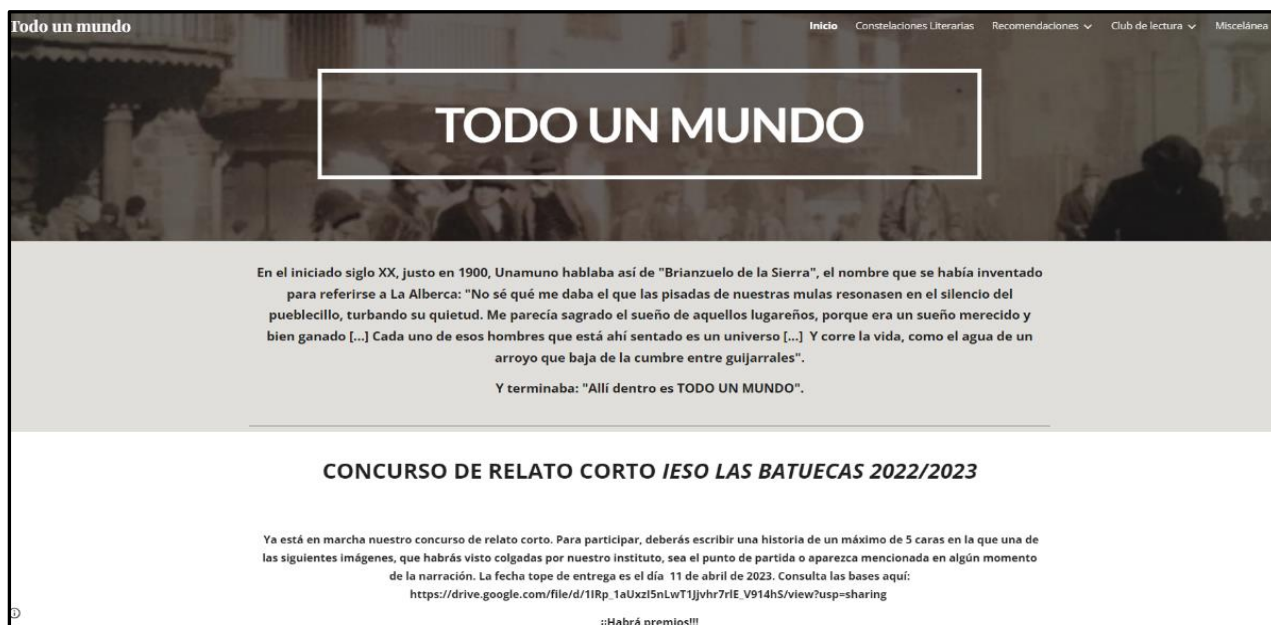 Todo un mundo
Inicio Constelaciones Literarias Recomendaciones Club de lectura Miscelánea
TODO UN MUNDO
En el iniciado siglo XX, justo en 1900, Unamuno hablaba así de "Brianzuelo de la Sierra", el nombre que se había inventado
para referirse a La Alberca: "No sé qué me daba el que las pisadas de nuestras mulas resonasen en el silencio del
pueblecillo, turbando su quietud. Me parecía sagrado el sueño de aquellos lugareños, porque era un sueño merecido y
bien ganado [...] Cada uno de esos hombres que está ahí sentado es un universo [...] Y corre la vida, como el agua de un
arroyo que baja de la cumbre entre guijarrales".
Y terminaba: "Allí dentro es TODO UN MUNDO".
CONCURSO DE RELATO CORTO IESO LAS BATUECAS 2022/2023
Ya está en marcha nuestro concurso de relato corto. Para participar, deberás escribir una historia de un máximo de 5 caras en la que una de
las siguientes imágenes, que habrás visto colgadas por nuestro instituto, sea el punto de partida o aparezca mencionada en algún momento
de la narración. La fecha tope de entrega es el día 11 de abril de 2023. Consulta las bases aquí:
https://drive.google.com/file/d/1IRp_1aUxzI5nLwT1Jjvhr7rlE_V914hS/view?usp=sharing
¡¡Habrá premios!!!